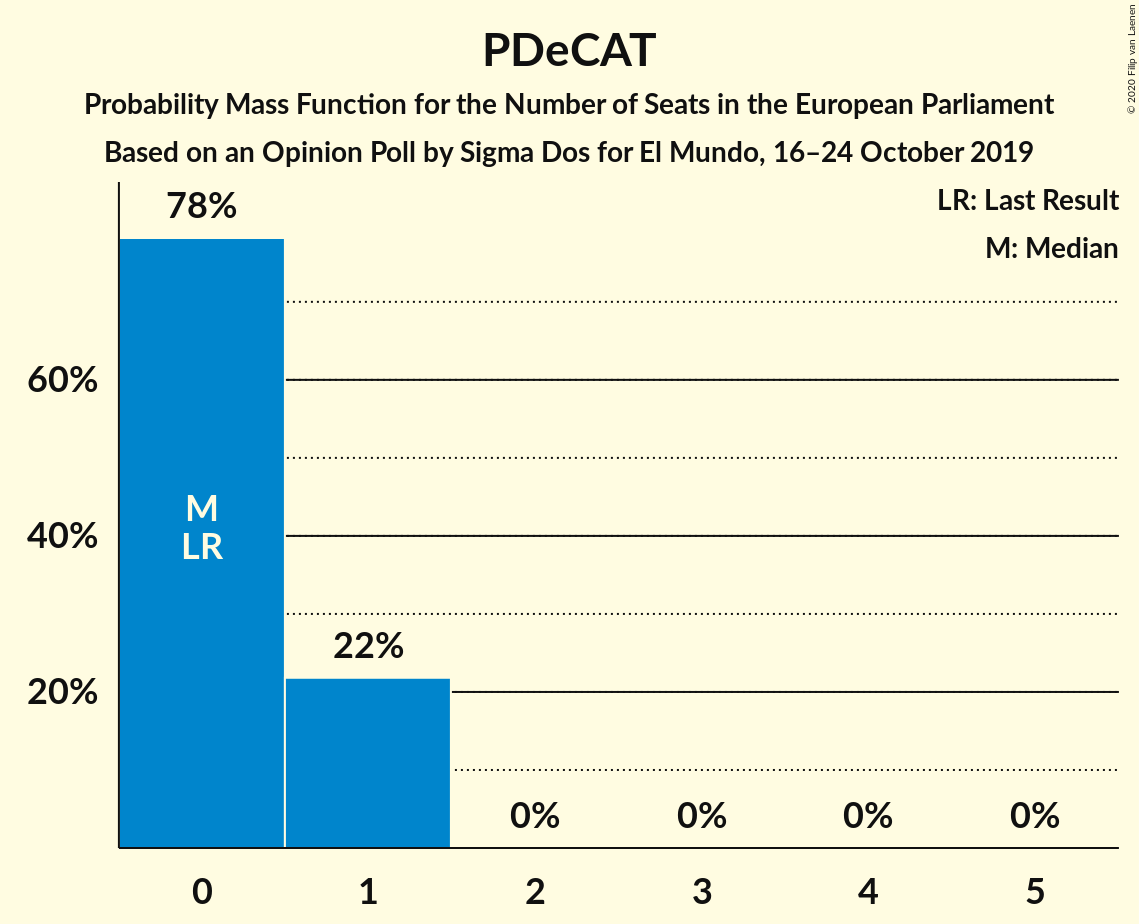 PDeCAT
Probability Mass Function for the Number of Seats in the European Parliament
Based on an Opinion Poll by Sigma Dos for El Mundo, 16–24 October 2019
© 2020 Filip van Laenen
LR: Last Result
M: Median
78%
60%
40%
20%
M
LR
22%
0% 0% 0% 0%
0 1 2 3 4 5